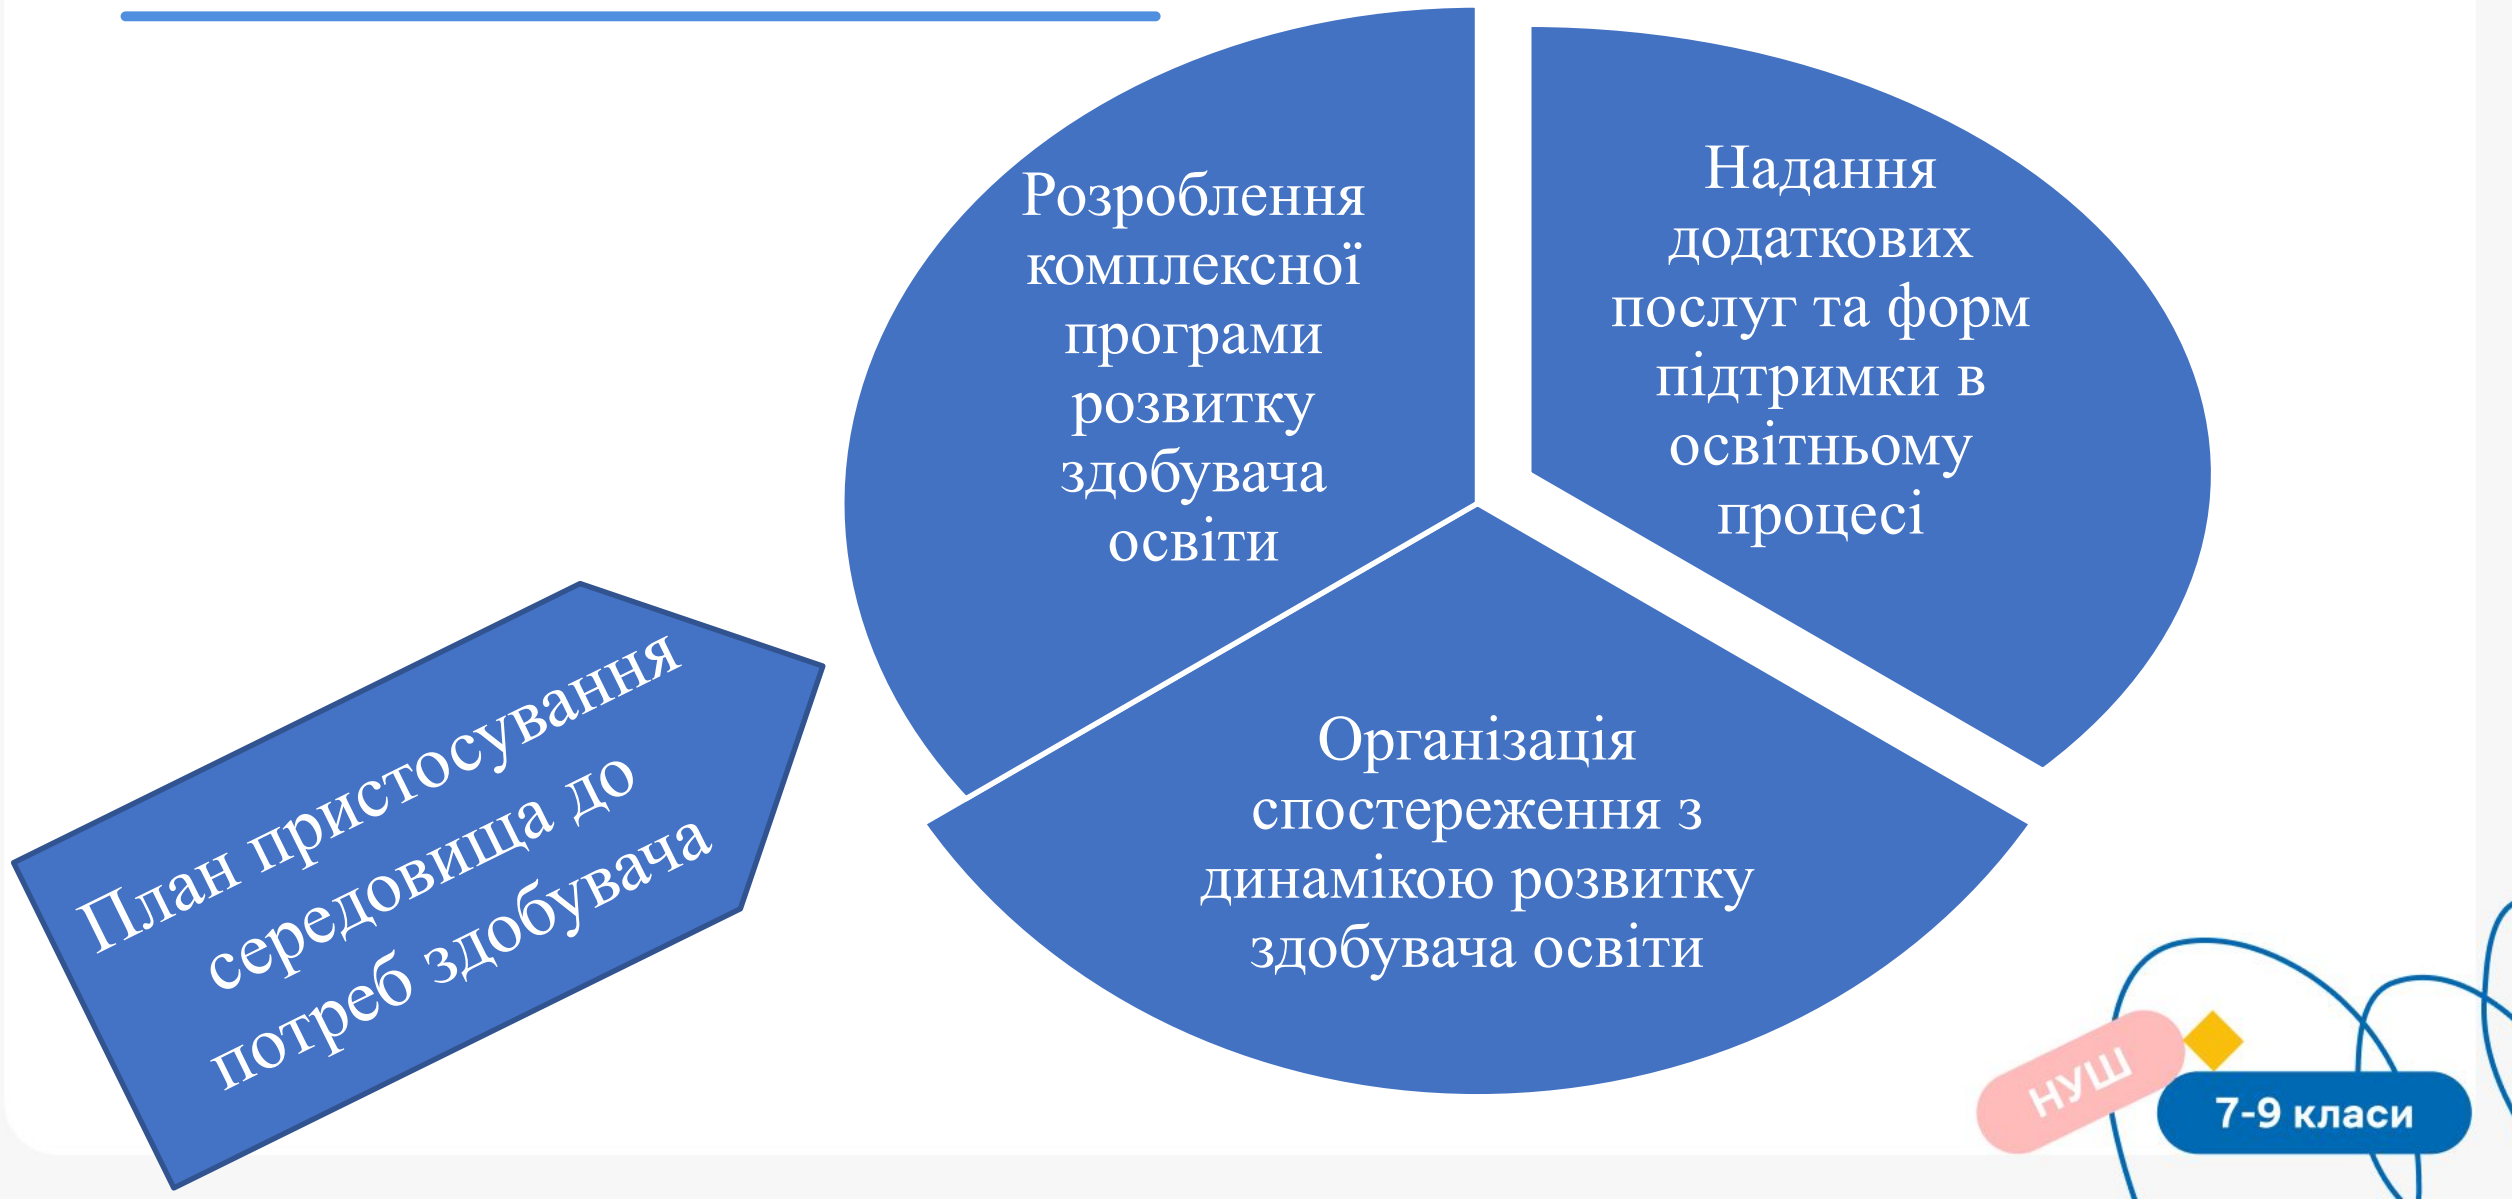 Розроблення
комплексної
програми
розвитку
здобувача
освіти
Надання
додаткових
послуг та форм
підтримки в
освітньому
процесі
Організація
спостереження з
динамікою розвитку
здобувача освіти
План пристосування
середовища до
потреб здобувача
НУШ
7-9 класи